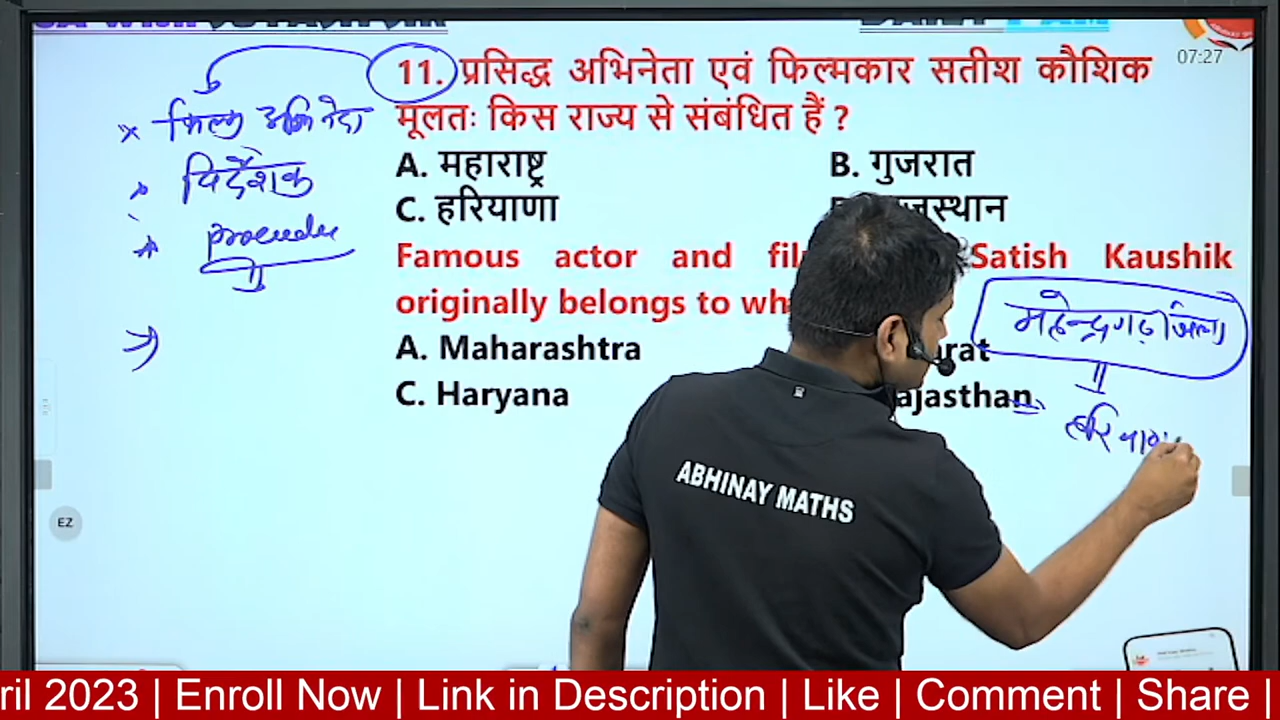 07:27
11. प्रसिद्ध अभिनेता एवं फिल्मकार सतीश कौशिक
मूलतः किस राज्य से संबंधित हैं ?
A. महाराष्ट्र B. गुजरात
C. हरियाणा
Famous actor and Satish Kaushik
originally belongs to
A. Maharashtra
C. Haryana ajasthan
फिल्म अभिनेता
निर्देशक
महेन्द्रगढ़ जिला
ABHINAY MATHS
EZ
ril 2023 | Enroll Now | Link in Description | Like | Comment | Share |